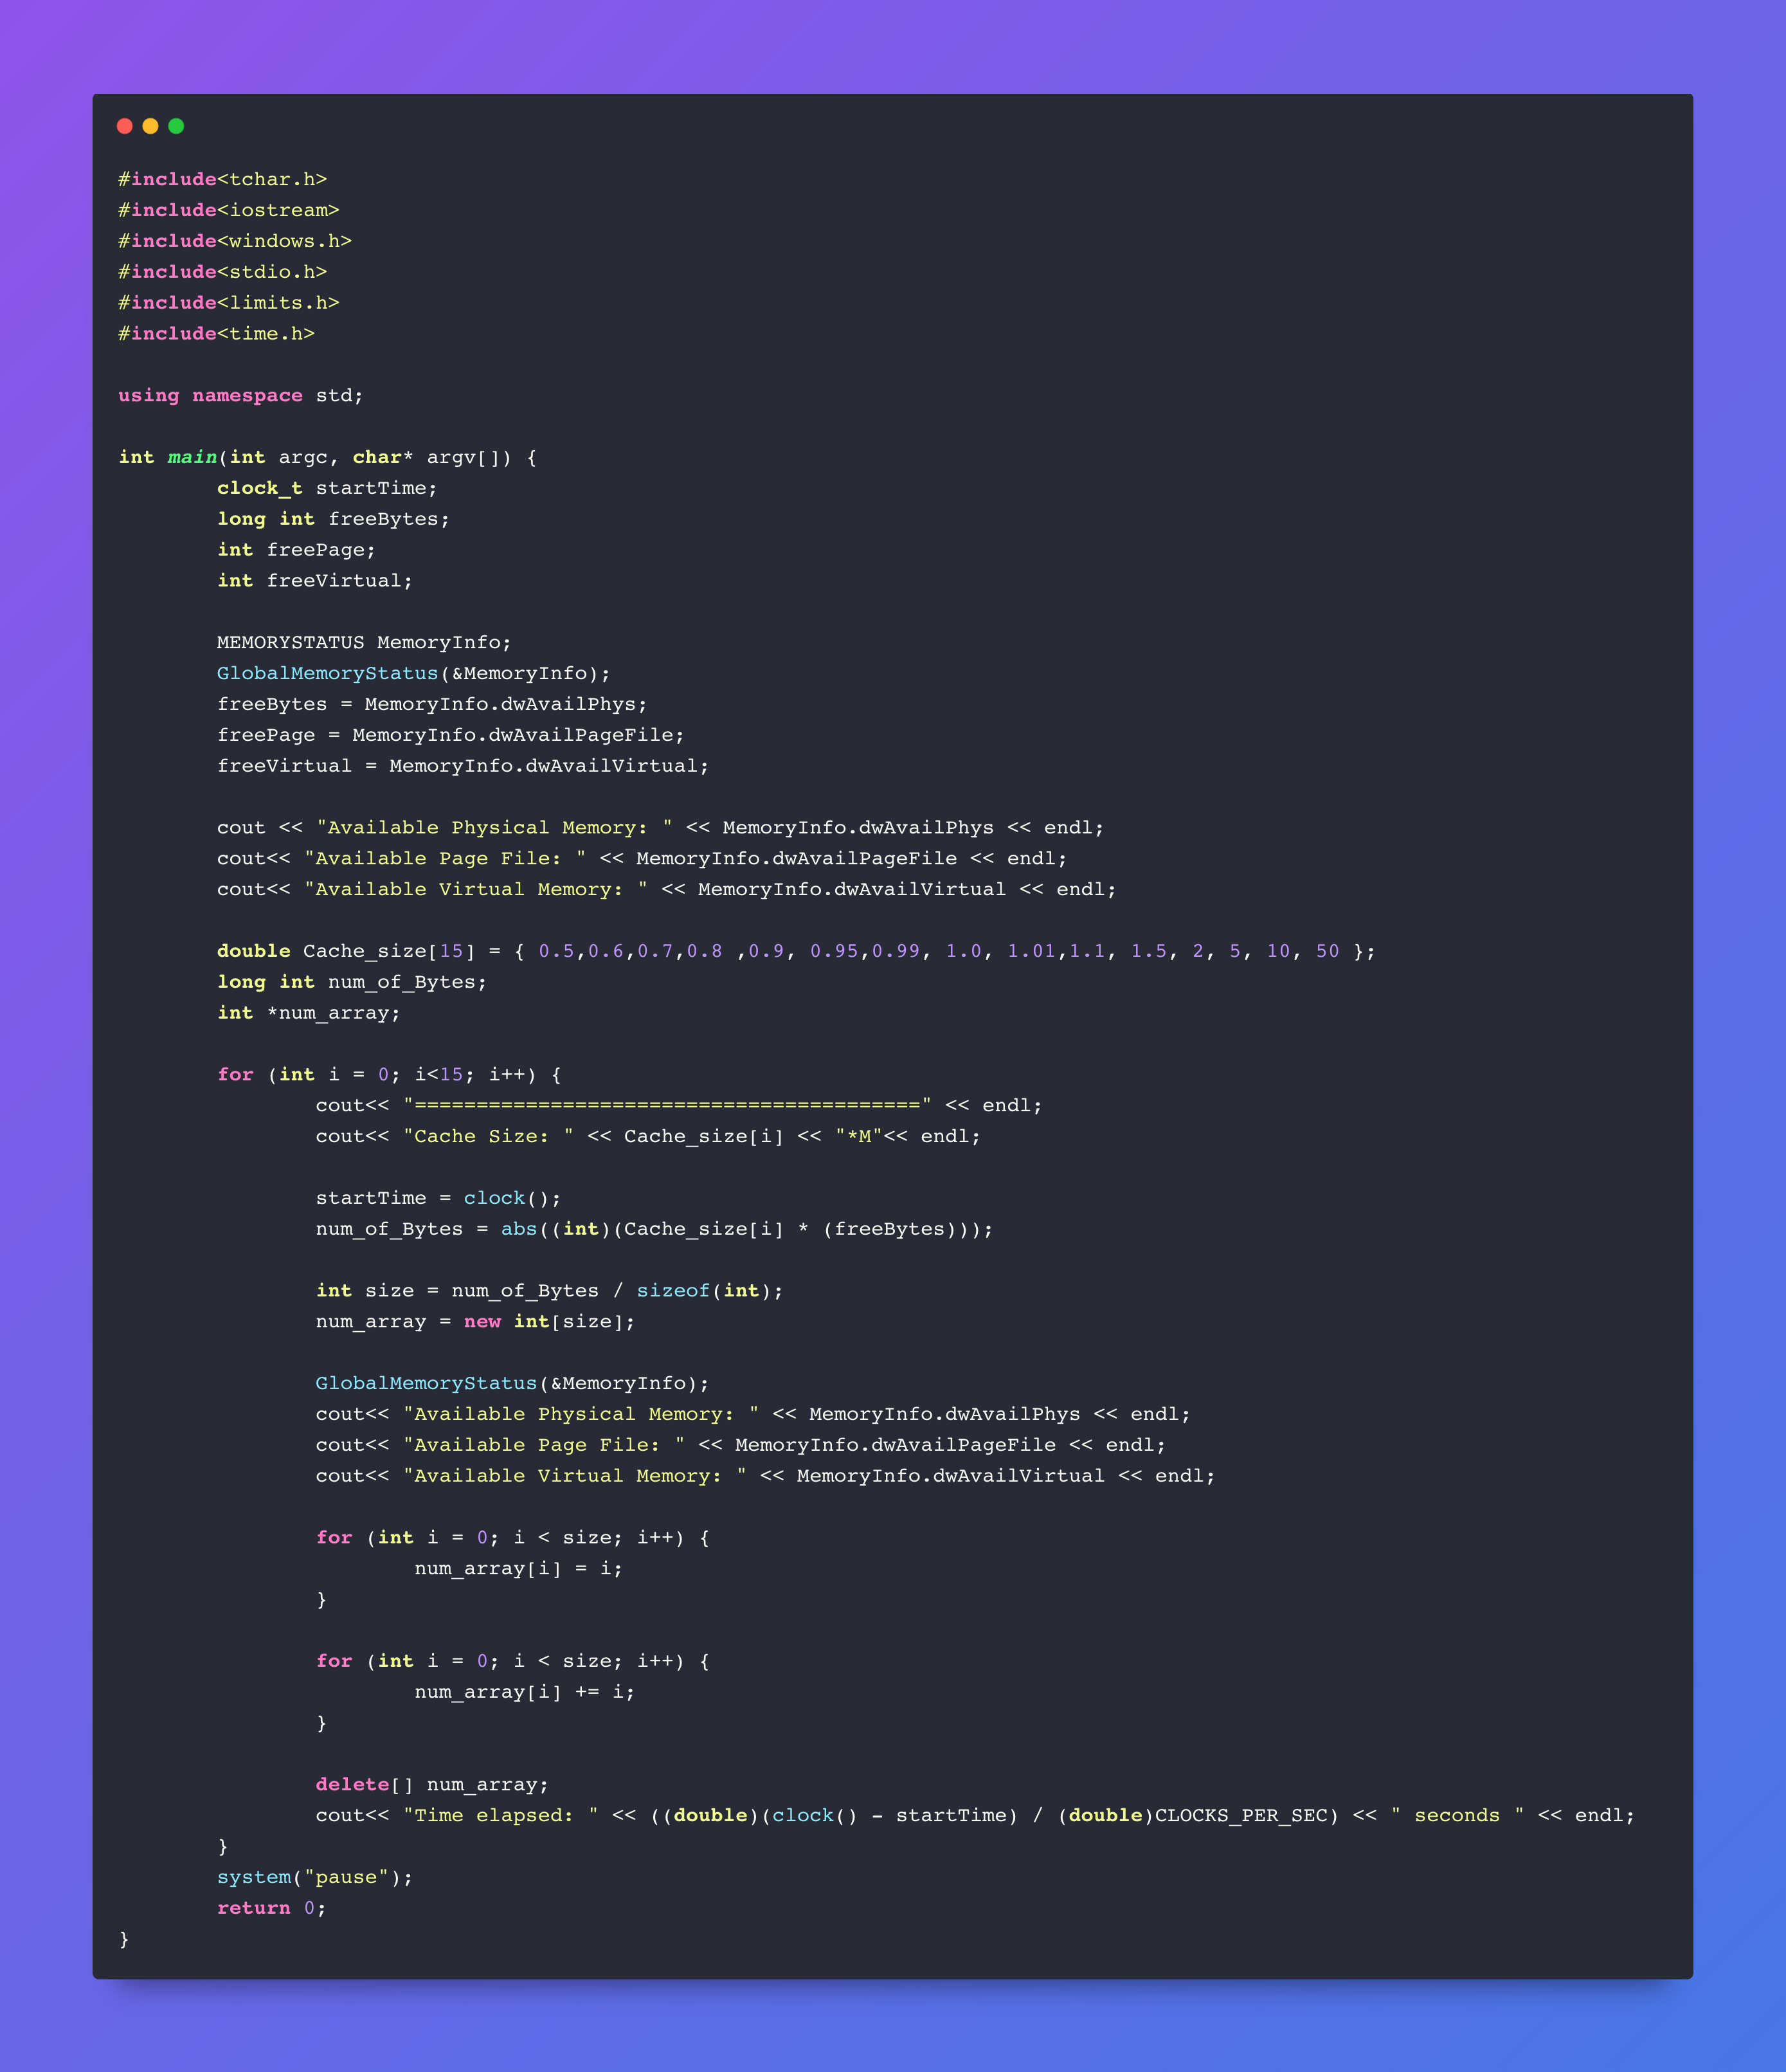 #include<tchar.h>
#include<iostream>
#include<windows.h>
#include<stdio.h>
#include<limits.h>
#include<time.h>

using namespace std;

int main(int argc, char* argv[]) {
        clock_t startTime;
        long int freeBytes;
        int freePage;
        int freeVirtual;

        MEMORYSTATUS MemoryInfo;
        GlobalMemoryStatus(&MemoryInfo);
        freeBytes = MemoryInfo.dwAvailPhys;
        freePage = MemoryInfo.dwAvailPageFile;
        freeVirtual = MemoryInfo.dwAvailVirtual;

        cout << "Available Physical Memory: " << MemoryInfo.dwAvailPhys << endl;
        cout<< "Available Page File: " << MemoryInfo.dwAvailPageFile << endl;
        cout<< "Available Virtual Memory: " << MemoryInfo.dwAvailVirtual << endl;

        double Cache_size[15] = { 0.5,0.6,0.7,0.8 ,0.9, 0.95,0.99, 1.0, 1.01,1.1, 1.5, 2, 5, 10, 50 };
        long int num_of_Bytes;
        int *num_array;

        for (int i = 0; i<15; i++) {
                cout<< "=========================================" << endl;
                cout<< "Cache Size: " << Cache_size[i] << "*M"<< endl;

                startTime = clock();
                num_of_Bytes = abs((int)(Cache_size[i] * (freeBytes)));

                int size = num_of_Bytes / sizeof(int);
                num_array = new int[size];

                GlobalMemoryStatus(&MemoryInfo);
                cout<< "Available Physical Memory: " << MemoryInfo.dwAvailPhys << endl;
                cout<< "Available Page File: " << MemoryInfo.dwAvailPageFile << endl;
                cout<< "Available Virtual Memory: " << MemoryInfo.dwAvailVirtual << endl;

                for (int i = 0; i < size; i++) {
                        num_array[i] = i;
                }

                for (int i = 0; i < size; i++) {
                        num_array[i] += i;
                }

                delete[] num_array;
                cout<< "Time elapsed: " << ((double)(clock() - startTime) / (double)CLOCKS_PER_SEC) << " seconds " << endl;
        }
        system("pause");
        return 0;
}